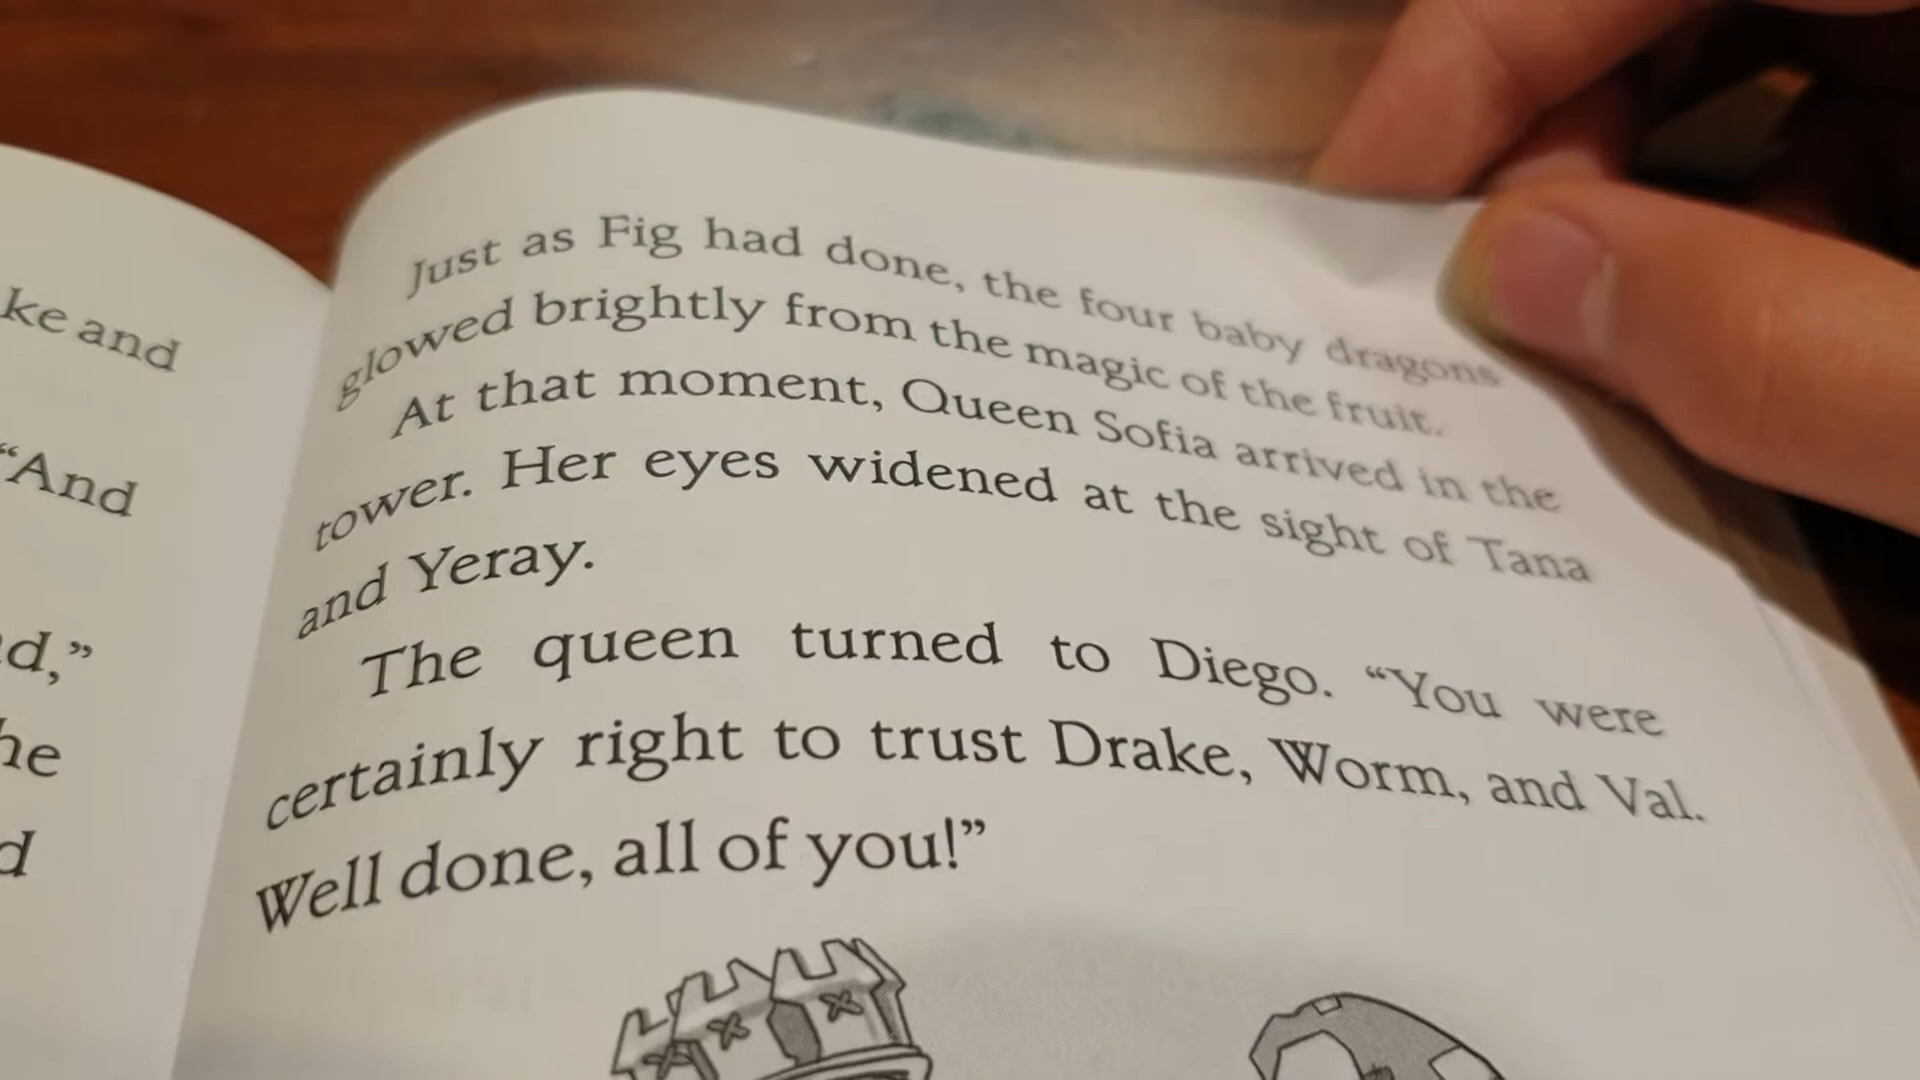 ke and
“And
d,”
he
d
Just as Fig had done, the four baby dragons
glowed brightly from the magic of the fruit.
At that moment, Queen Sofia arrived in the
tower. Her eyes widened at the sight of Tana
and Yeray.
The queen turned to Diego. “You were
certainly right to trust Drake, Worm, and Val.
Well done, all of you!”